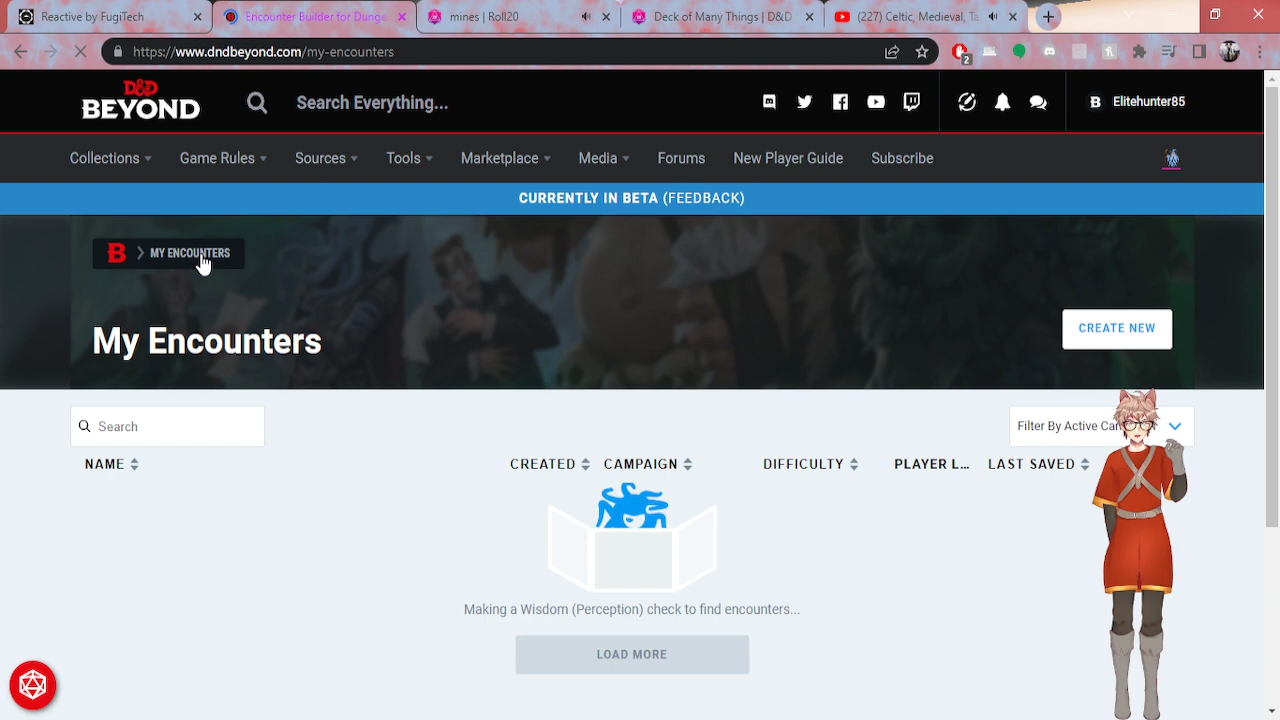 Reactive by FugiTech
Encounter Builder for Dunge
mines | Roll20
Deck of Many Things | D&D
(227) Celtic, Medieval, Ta
https://www.dndbeyond.com/my-encounters
2
D&D
BEYOND
Search Everything...
B Elitehunter85
Collections Game Rules Sources Tools Marketplace Media Forums New Player Guide Subscribe
CURRENTLY IN BETA (FEEDBACK)
B MY ENCOUNTERS
My Encounters
CREATE NEW
Search
Filter By Active
NAME CREATED CAMPAIGN DIFFICULTY PLAYER L... LAST SAVED
Making a Wisdom (Perception) check to find encounters...
LOAD MORE